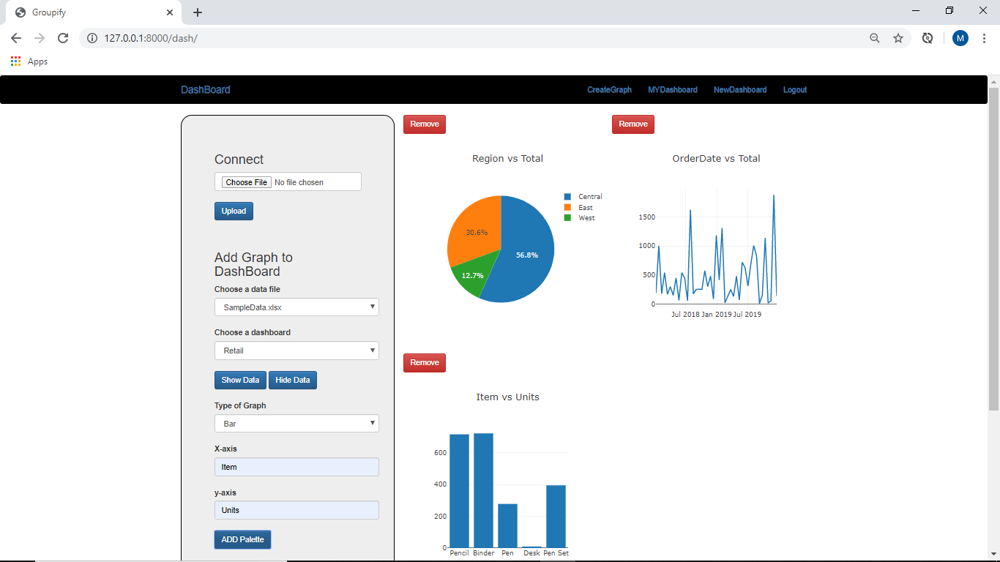 Groupify
127.0.0.1:8000/dash/
M
Apps
DashBoard
CreateGraph MYDashboard NewDashboard Logout
Connect
Choose File No file chosen
Upload
Add Graph to
DashBoard
Choose a data file
SampleData.xlsx
Choose a dashboard
Retail
Show Data Hide Data
Type of Graph
Bar
X-axis
Item
y-axis
Units
ADD Palette
Remove
Region vs Total
Central
East
West
30.6%
56.8%
12.7%
Remove
OrderDate vs Total
1500
1000
500
0
Jul 2018 Jan 2019 Jul 2019
Remove
Item vs Units
600
400
200
0
Pencil Binder Pen Desk Pen Set